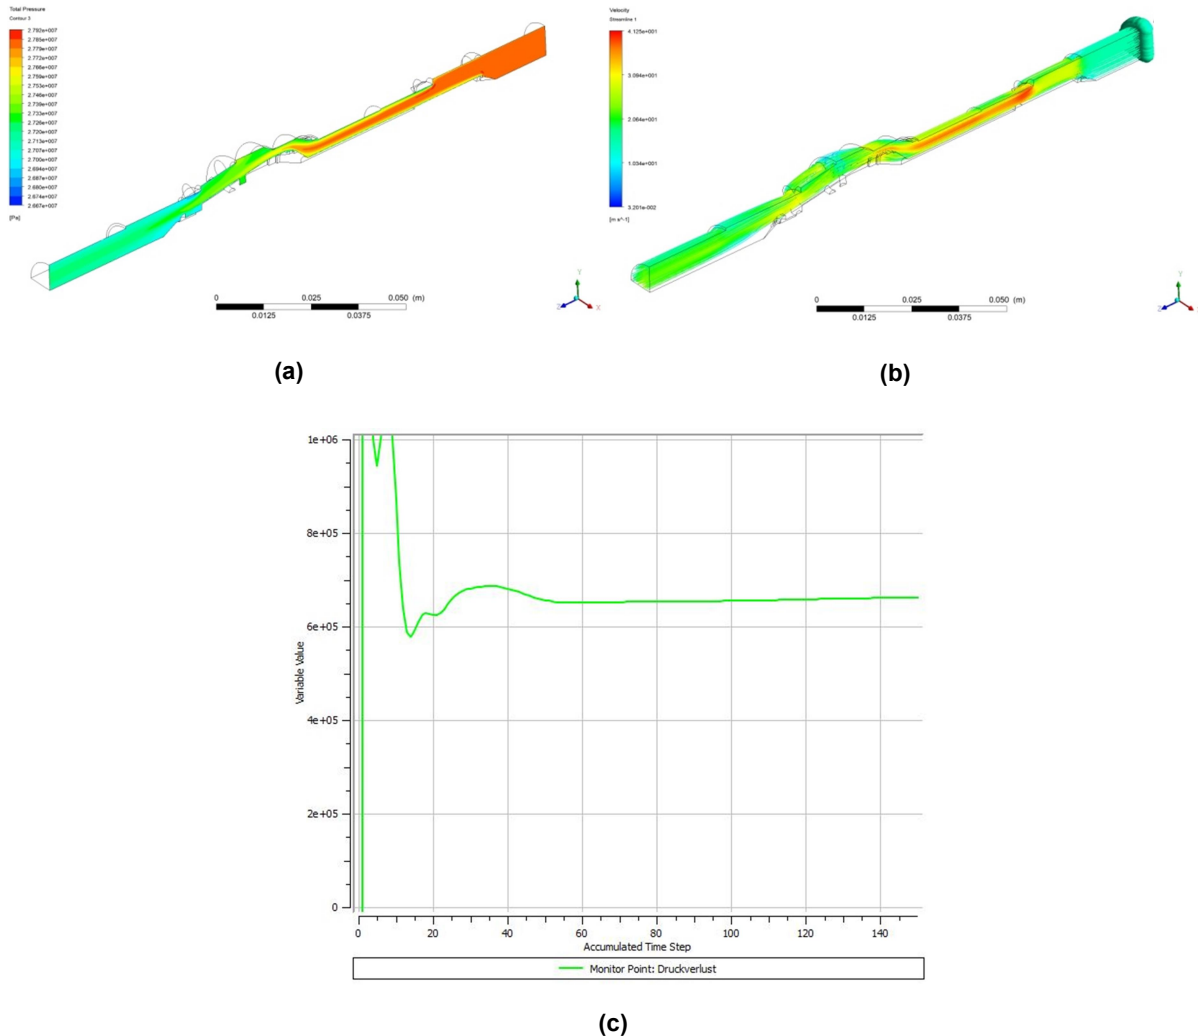 Total Pressure
Contour 3
2.792e+007
2.785e+007
2.779e+007
2.772e+007
2.766e+007
2.759e+007
2.753e+007
2.746e+007
2.739e+007
2.733e+007
2.726e+007
2.720e+007
2.713e+007
2.707e+007
2.700e+007
2.694e+007
2.687e+007
2.680e+007
2.674e+007
2.667e+007
[Pa]
0 0.025 0.050 (m)
0.0125 0.0375
Y
Z X
(a)
Velocity
Streamline 1
4.125e+001
3.094e+001
2.064e+001
1.034e+001
3.201e-002
[m s^-1]
0 0.025 0.050 (m)
0.0125 0.0375
Y
Z
(b)
1e+06
8e+05
6e+05
4e+05
2e+05
0
Variable Value
0 20 40 60 80 100 120 140
Accumulated Time Step
Monitor Point: Druckverlust
(c)